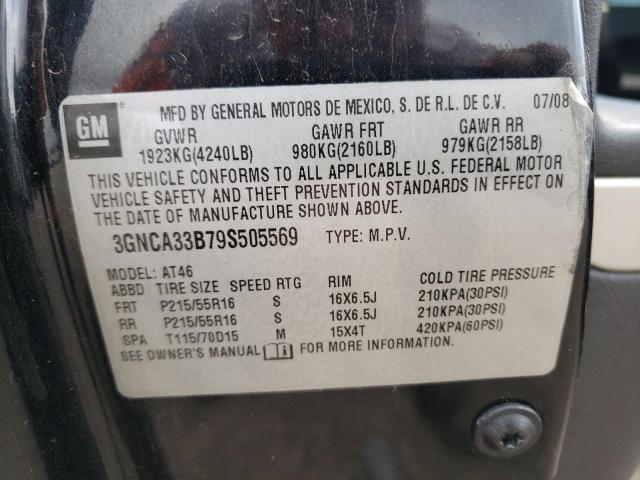 GM
MFD BY GENERAL MOTORS DE MEXICO, S. DE R.L. DE C.V. 07/08
GVWR GAWR FRT GAWR RR
1923KG(4240LB) 980KG(2160LB) 979KG(2158LB)
THIS VEHICLE CONFORMS TO ALL APPLICABLE U.S. FEDERAL MOTOR
VEHICLE SAFETY AND THEFT PREVENTION STANDARDS IN EFFECT ON
THE DATE OF MANUFACTURE SHOWN ABOVE.
3GNCA33B79S505569 TYPE: M.P.V.
MODEL: AT46
ABBD TIRE SIZE SPEED RTG RIM COLD TIRE PRESSURE
FRT P215/55R16 S 16X6.5J 210KPA(30PSI)
RR P215/55R16 S 16X6.5J 210KPA(30PSI)
SPA T115/70D15 M 15X4T 420KPA(60PSI)
SEE OWNER'S MANUAL FOR MORE INFORMATION.